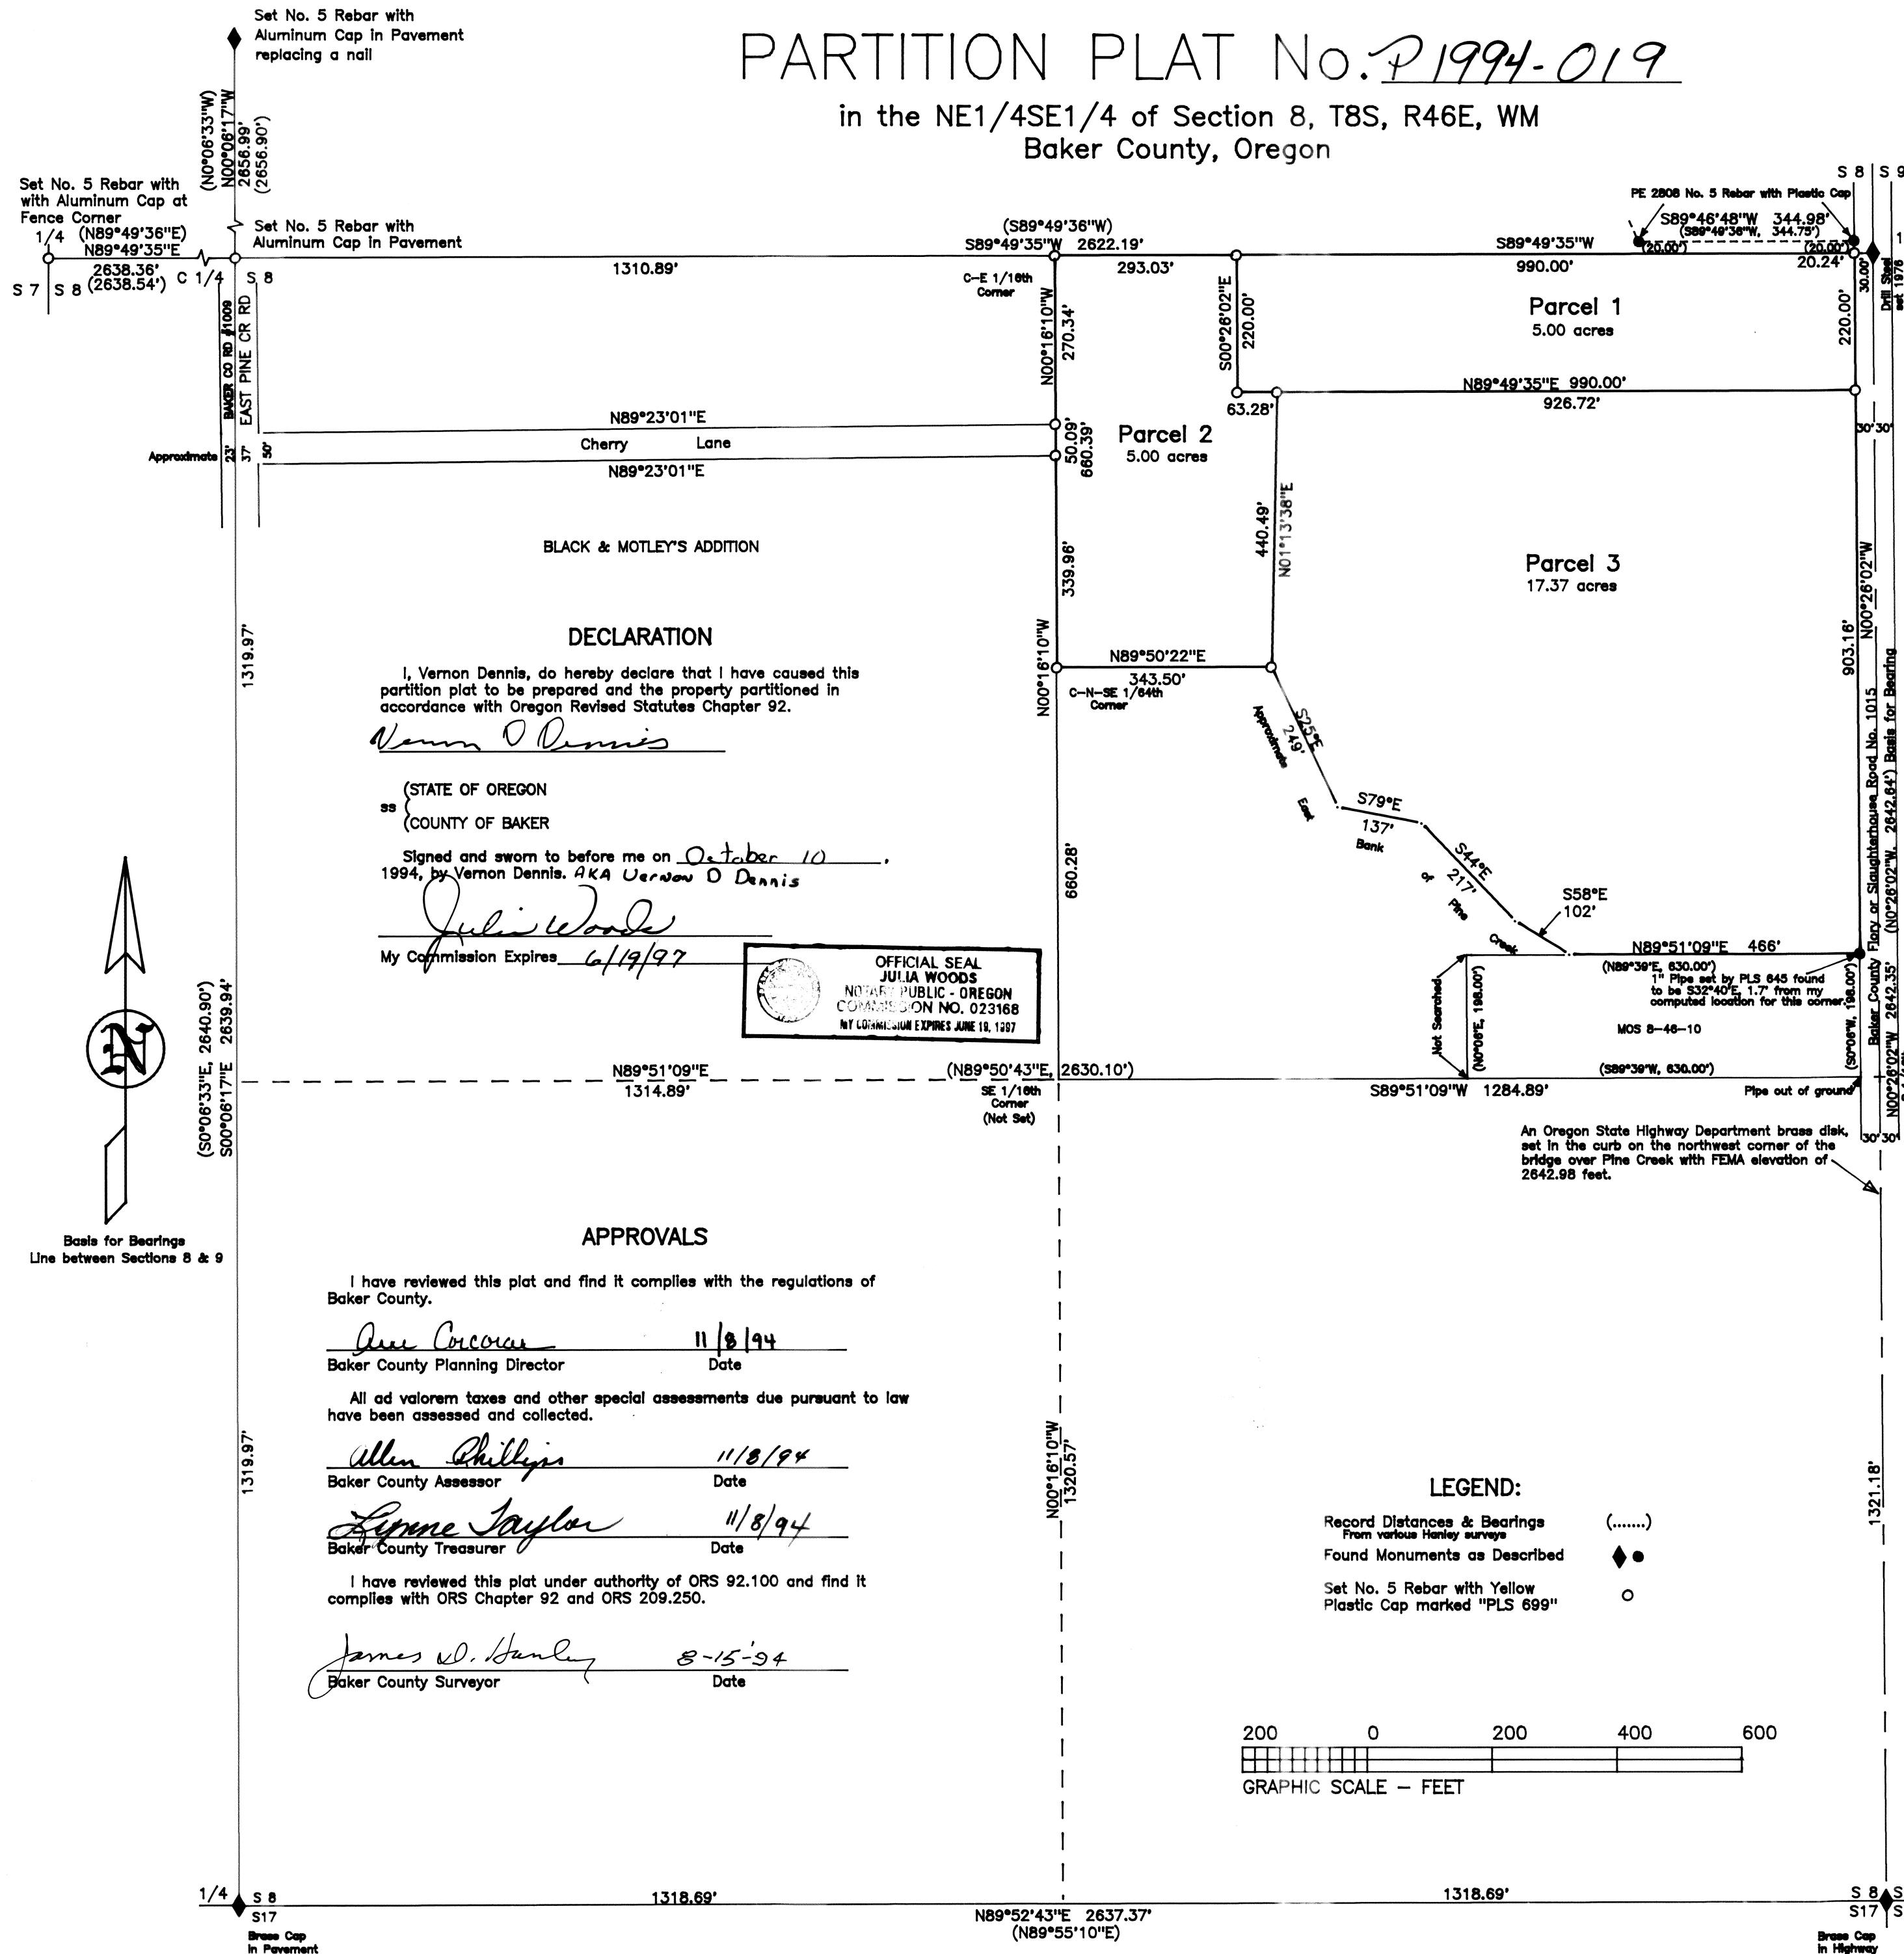 PARTITION PLAT No. P1994-019
in the NE1/4SE1/4 of Section 8, T8S, R46E, WM
Baker County, Oregon
Set No. 5 Rebar with
Aluminum Cap in Pavement
replacing a nail
(N0°06'33"W)
N00°06'17"W
2656.99'
(2656.90')
Set No. 5 Rebar with
with Aluminum Cap at
Fence Corner
1/4 (N89°49'36"E)
N89°49'35"E
2638.36'
(2638.54')
S 7 S 8
C 1/4 S 8
Set No. 5 Rebar with
Aluminum Cap in Pavement
1310.89'
(S89°49'36"W)
S89°49'35"W 2622.19'
C-E 1/16th
Corner
293.03'
S89°49'35"W
990.00'
PE 2808 No. 5 Rebar with Plastic Cap
S89°46'48"W 344.98'
(S89°49'36"W, 344.75')
(20.00') (20.00')
20.24'
30.00'
S 8 S 9
Drill Steel
set 1976
BAKER CO RD #1009
EAST PINE CR RD
Approximate 23' 37' 50'
N00°16'10"W
270.34'
S00°26'02"E
220.00'
Parcel 1
5.00 acres
220.00'
N89°49'35"E 990.00'
63.28' 926.72'
30' 30'
N89°23'01"E
Cherry Lane
N89°23'01"E
50.09'
660.39'
Parcel 2
5.00 acres
BLACK & MOTLEY'S ADDITION
339.96'
440.49'
N01°13'38"E
Parcel 3
17.37 acres
N00°26'02"W
903.16'
1319.97'
N00°16'10"W
N89°50'22"E
343.50'
C-N-SE 1/64th
Corner
S25°E
249'
Approximate East Bank of Pine Creek
S79°E
137'
S44°E
217'
S58°E
102'
660.28'
N89°51'09"E 466'
(N89°39'E, 630.00')
1" Pipe set by PLS 645 found
to be S32°40'E, 1.7' from my
computed location for this corner.
MOS 8-46-10
Not Searched
(N0°06'E, 198.00')
(S0°06'W, 198.00')
(S89°39'W, 630.00')
Pipe out of ground
Baker County Flory or Slaughterhouse Road No. 1015
N00°26'02"W 2642.35' (N0°26'02"W, 2642.64') Basis for Bearing
30' 30'
DECLARATION
I, Vernon Dennis, do hereby declare that I have caused this
partition plat to be prepared and the property partitioned in
accordance with Oregon Revised Statutes Chapter 92.
Vernon D Dennis
(STATE OF OREGON
ss (
(COUNTY OF BAKER
Signed and sworn to before me on October 10,
1994, by Vernon Dennis. AKA Vernon D Dennis
Julia Woods
My Commission Expires 6/19/97
OFFICIAL SEAL
JULIA WOODS
NOTARY PUBLIC - OREGON
COMMISSION NO. 023168
MY COMMISSION EXPIRES JUNE 19, 1997
(S0°06'33"E, 2640.90')
S00°06'17"E 2639.94'
N
Basis for Bearings
Line between Sections 8 & 9
N89°51'09"E
1314.89'
(N89°50'43"E, 2630.10')
SE 1/16th
Corner
(Not Set)
S89°51'09"W 1284.89'
An Oregon State Highway Department brass disk,
set in the curb on the northwest corner of the
bridge over Pine Creek with FEMA elevation of
2642.98 feet.
APPROVALS
I have reviewed this plat and find it complies with the regulations of
Baker County.
Ann Corcoran 11/8/94
Baker County Planning Director Date
All ad valorem taxes and other special assessments due pursuant to law
have been assessed and collected.
Allen Phillips 11/8/94
Baker County Assessor Date
Lynne Taylor 11/8/94
Baker County Treasurer Date
I have reviewed this plat under authority of ORS 92.100 and find it
complies with ORS Chapter 92 and ORS 209.250.
James D. Hanley 8-15-94
Baker County Surveyor Date
1319.97'
N00°16'10"W
1320.57'
1321.18'
LEGEND:
Record Distances & Bearings (.......)
From various Hanley surveys
Found Monuments as Described
Set No. 5 Rebar with Yellow
Plastic Cap marked "PLS 699"
200 0 200 400 600
GRAPHIC SCALE – FEET
1/4 S 8
S17
Brass Cap
in Pavement
1318.69'
N89°52'43"E 2637.37'
(N89°55'10"E)
1318.69'
S 8 S
S17 S
Brass Cap
in Highway